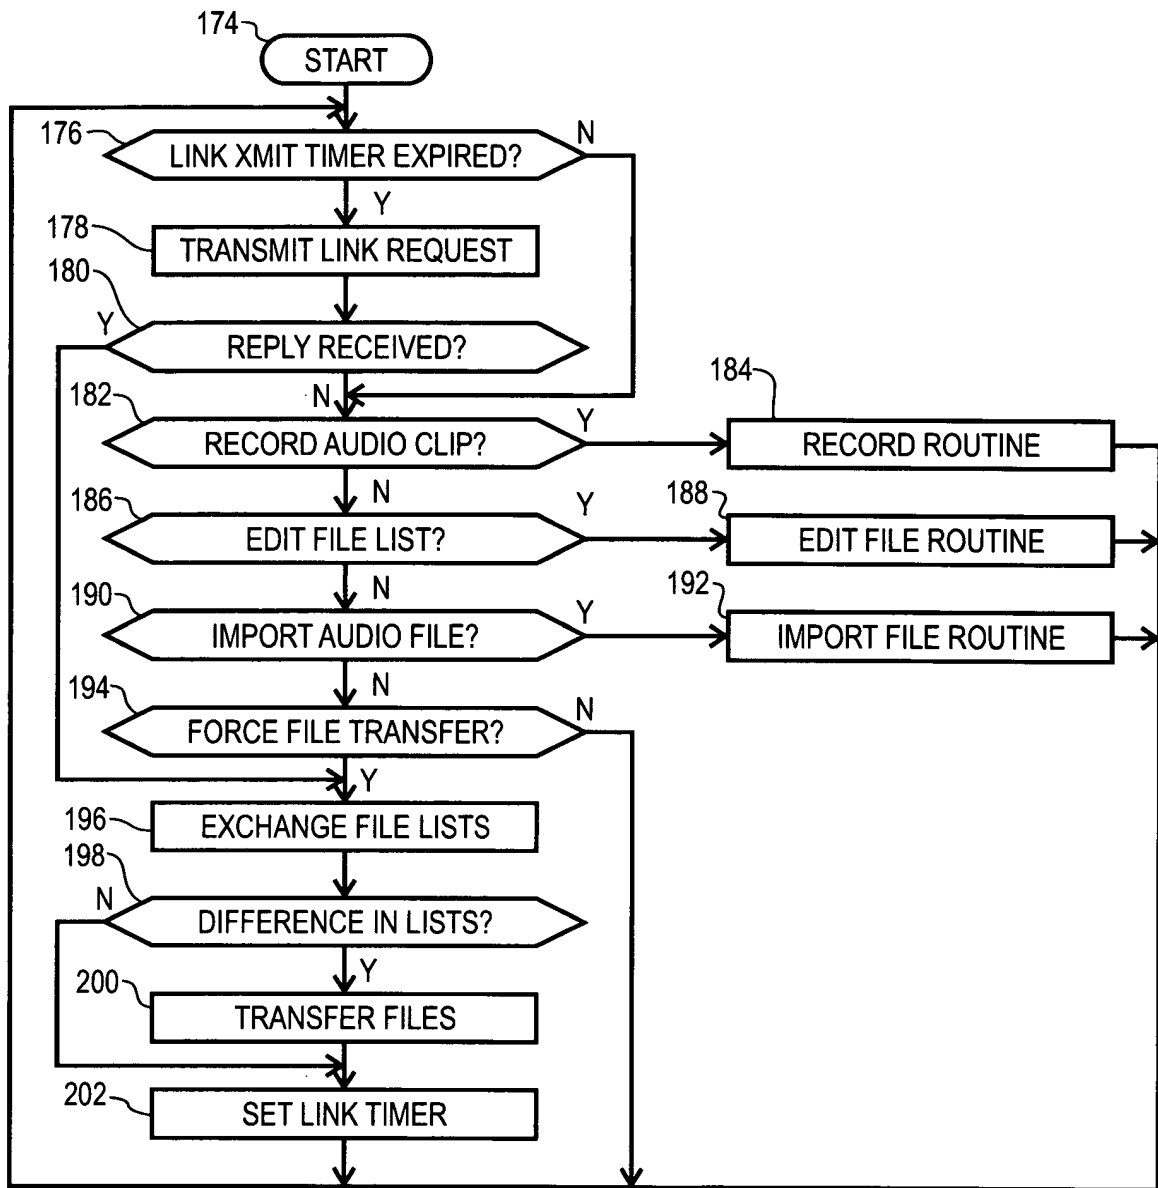 174
START
176
LINK XMIT TIMER EXPIRED?
N
Y
178
TRANSMIT LINK REQUEST
180
Y
REPLY RECEIVED?
N
182
RECORD AUDIO CLIP?
Y
184
RECORD ROUTINE
N
186
EDIT FILE LIST?
Y
188
EDIT FILE ROUTINE
N
190
IMPORT AUDIO FILE?
Y
192
IMPORT FILE ROUTINE
N
194
FORCE FILE TRANSFER?
N
Y
196
EXCHANGE FILE LISTS
198
N
DIFFERENCE IN LISTS?
Y
200
TRANSFER FILES
202
SET LINK TIMER